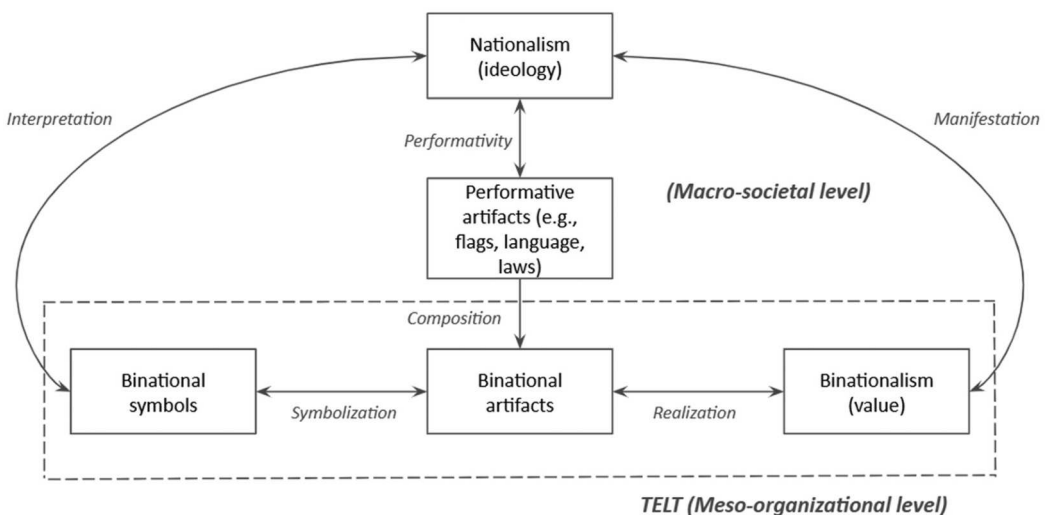 Nationalism
(ideology)
Interpretation
Manifestation
Performativity
Performative
artifacts (e.g.,
flags, language,
laws)
(Macro-societal level)
Composition
Binational
symbols
Symbolization
Binational
artifacts
Realization
Binationalism
(value)
TELT (Meso-organizational level)